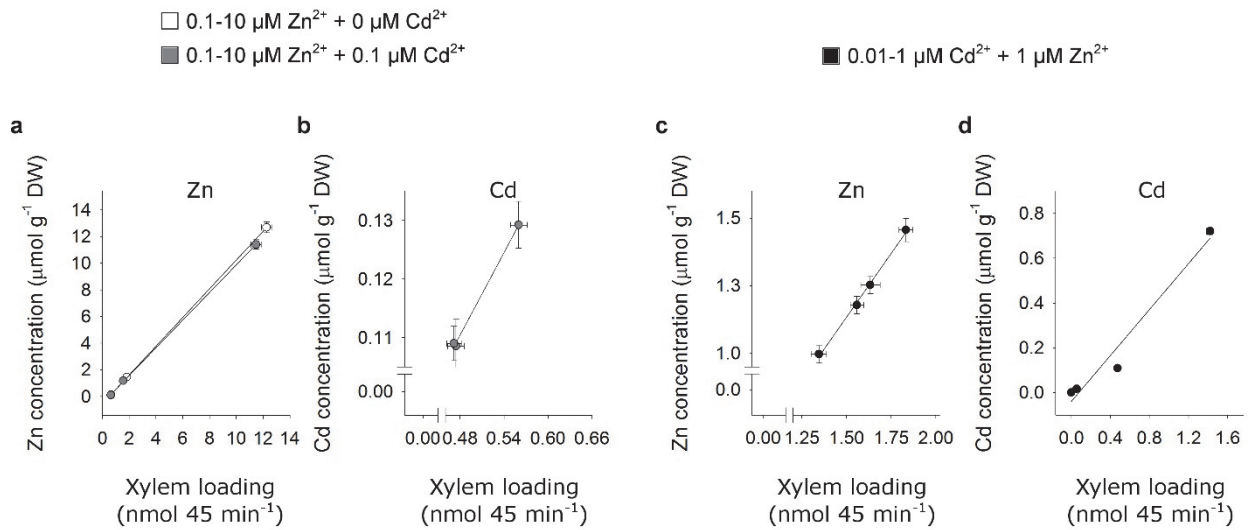 0.1-10 µM Zn²⁺ + 0 µM Cd²⁺
0.1-10 µM Zn²⁺ + 0.1 µM Cd²⁺
0.01-1 µM Cd²⁺ + 1 µM Zn²⁺
a
Zn concentration (µmol g⁻¹ DW)
Zn
14
12
10
8
6
4
2
0
0 2 4 6 8 10 12 14
Xylem loading
(nmol 45 min⁻¹)
b
Cd concentration (µmol g⁻¹ DW)
Cd
0.13
0.12
0.11
0.00
0.00 0.48 0.54 0.60 0.66
Xylem loading
(nmol 45 min⁻¹)
c
Zn concentration (µmol g⁻¹ DW)
Zn
1.5
1.3
1.0
0.0
0.00 1.25 1.50 1.75 2.00
Xylem loading
(nmol 45 min⁻¹)
d
Cd concentration (µmol g⁻¹ DW)
Cd
0.8
0.6
0.4
0.2
0.0
0.0 0.4 0.8 1.2 1.6
Xylem loading
(nmol 45 min⁻¹)